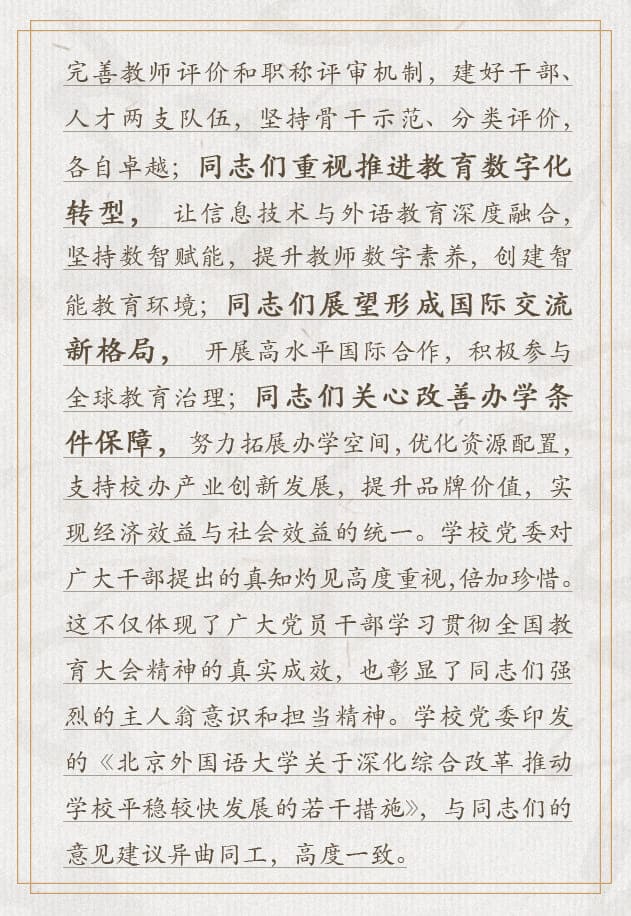 完善教师评价和职称评审机制，建好干部、
人才两支队伍，坚持骨干示范、分类评价，
各自卓越；同志们重视推进教育数字化
转型，让信息技术与外语教育深度融合，
坚持数智赋能，提升教师数字素养，创建智
能教育环境；同志们展望形成国际交流
新格局，开展高水平国际合作，积极参与
全球教育治理；同志们关心改善办学条
件保障，努力拓展办学空间，优化资源配置，
支持校办产业创新发展，提升品牌价值，实
现经济效益与社会效益的统一。学校党委对
广大干部提出的真知灼见高度重视，倍加珍惜。
这不仅体现了广大党员干部学习贯彻全国教
育大会精神的真实成效，也彰显了同志们强
烈的主人翁意识和担当精神。学校党委印发
的《北京外国语大学关于深化综合改革 推动
学校平稳较快发展的若干措施》，与同志们的
意见建议异曲同工，高度一致。